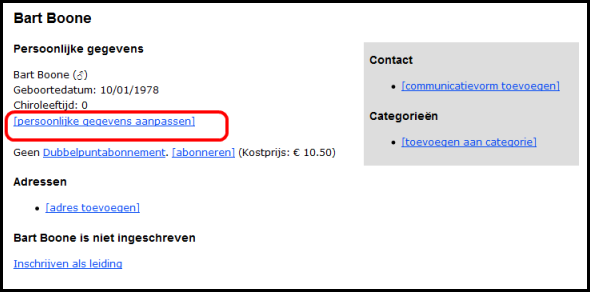 Bart Boone
Persoonlijke gegevens
Bart Boone (♂)
Geboortedatum: 10/01/1978
Chiroleeftijd: 0
[persoonlijke gegevens aanpassen]
Geen Dubbelpuntabonnement. [abonneren] (Kostprijs: € 10.50)
Adressen
[adres toevoegen]
Bart Boone is niet ingeschreven
Inschrijven als leiding
Contact
[communicatievorm toevoegen]
Categorieën
[toevoegen aan categorie]